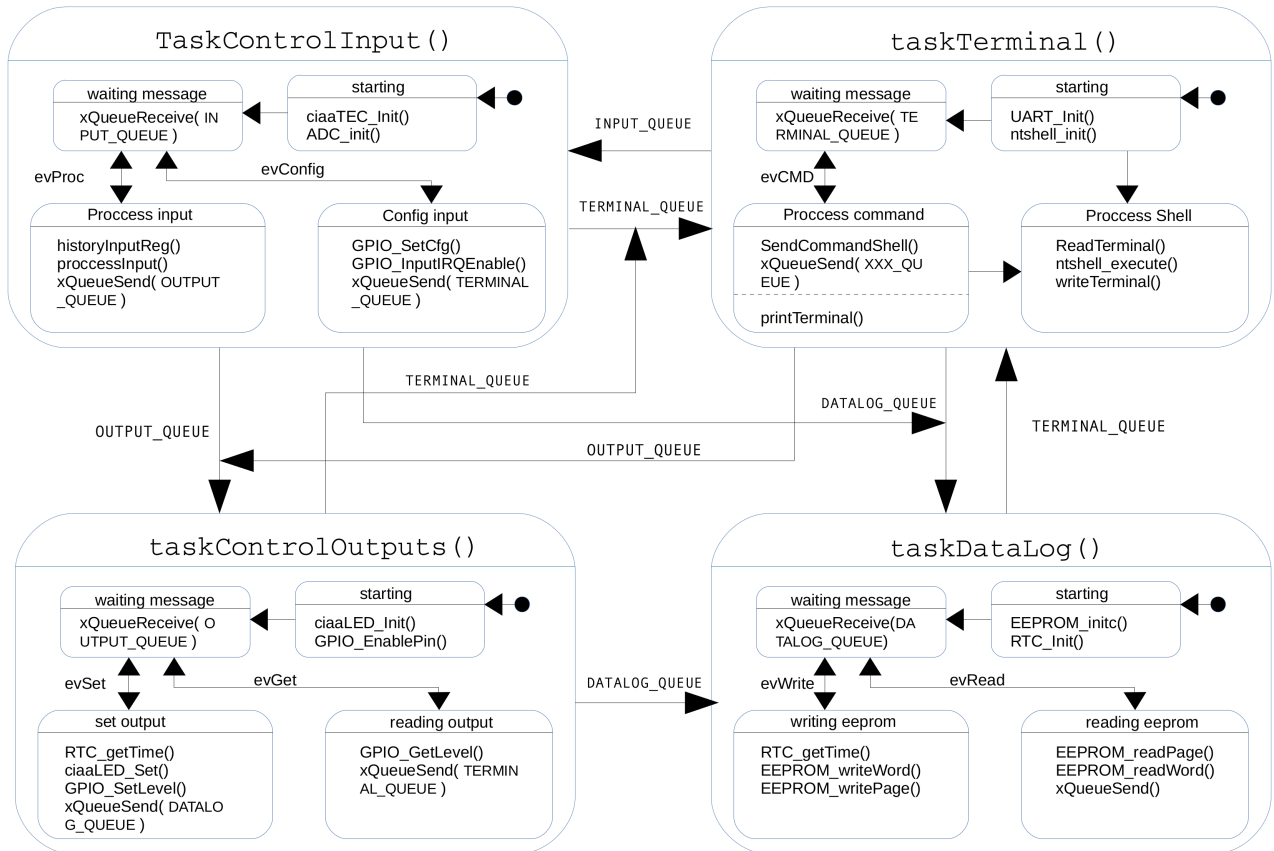 TaskControlInput()
waiting message
xQueueReceive( IN
PUT_QUEUE )
starting
ciaaTEC_Init()
ADC_init()
evProc
evConfig
Proccess input
historyInputReg()
proccessInput()
xQueueSend( OUTPUT
_QUEUE )
Config input
GPIO_SetCfg()
GPIO_InputIRQEnable()
xQueueSend( TERMINAL
_QUEUE )
INPUT_QUEUE
TERMINAL_QUEUE
taskTerminal()
waiting message
xQueueReceive( TE
RMINAL_QUEUE )
starting
UART_Init()
ntshell_init()
evCMD
Proccess command
SendCommandShell()
xQueueSend( XXX_QU
EUE )
printTerminal()
Proccess Shell
ReadTerminal()
ntshell_execute()
writeTerminal()
TERMINAL_QUEUE
DATALOG_QUEUE
OUTPUT_QUEUE
TERMINAL_QUEUE
OUTPUT_QUEUE
taskControlOutputs()
waiting message
xQueueReceive( O
UTPUT_QUEUE )
starting
ciaaLED_Init()
GPIO_EnablePin()
evSet
evGet
set output
RTC_getTime()
ciaaLED_Set()
GPIO_SetLevel()
xQueueSend( DATALO
G_QUEUE )
reading output
GPIO_GetLevel()
xQueueSend( TERMIN
AL_QUEUE )
DATALOG_QUEUE
taskDataLog()
waiting message
xQueueReceive(DA
TALOG_QUEUE)
starting
EEPROM_initc()
RTC_Init()
evWrite
evRead
writing eeprom
RTC_getTime()
EEPROM_writeWord()
EEPROM_writePage()
reading eeprom
EEPROM_readPage()
EEPROM_readWord()
xQueueSend()